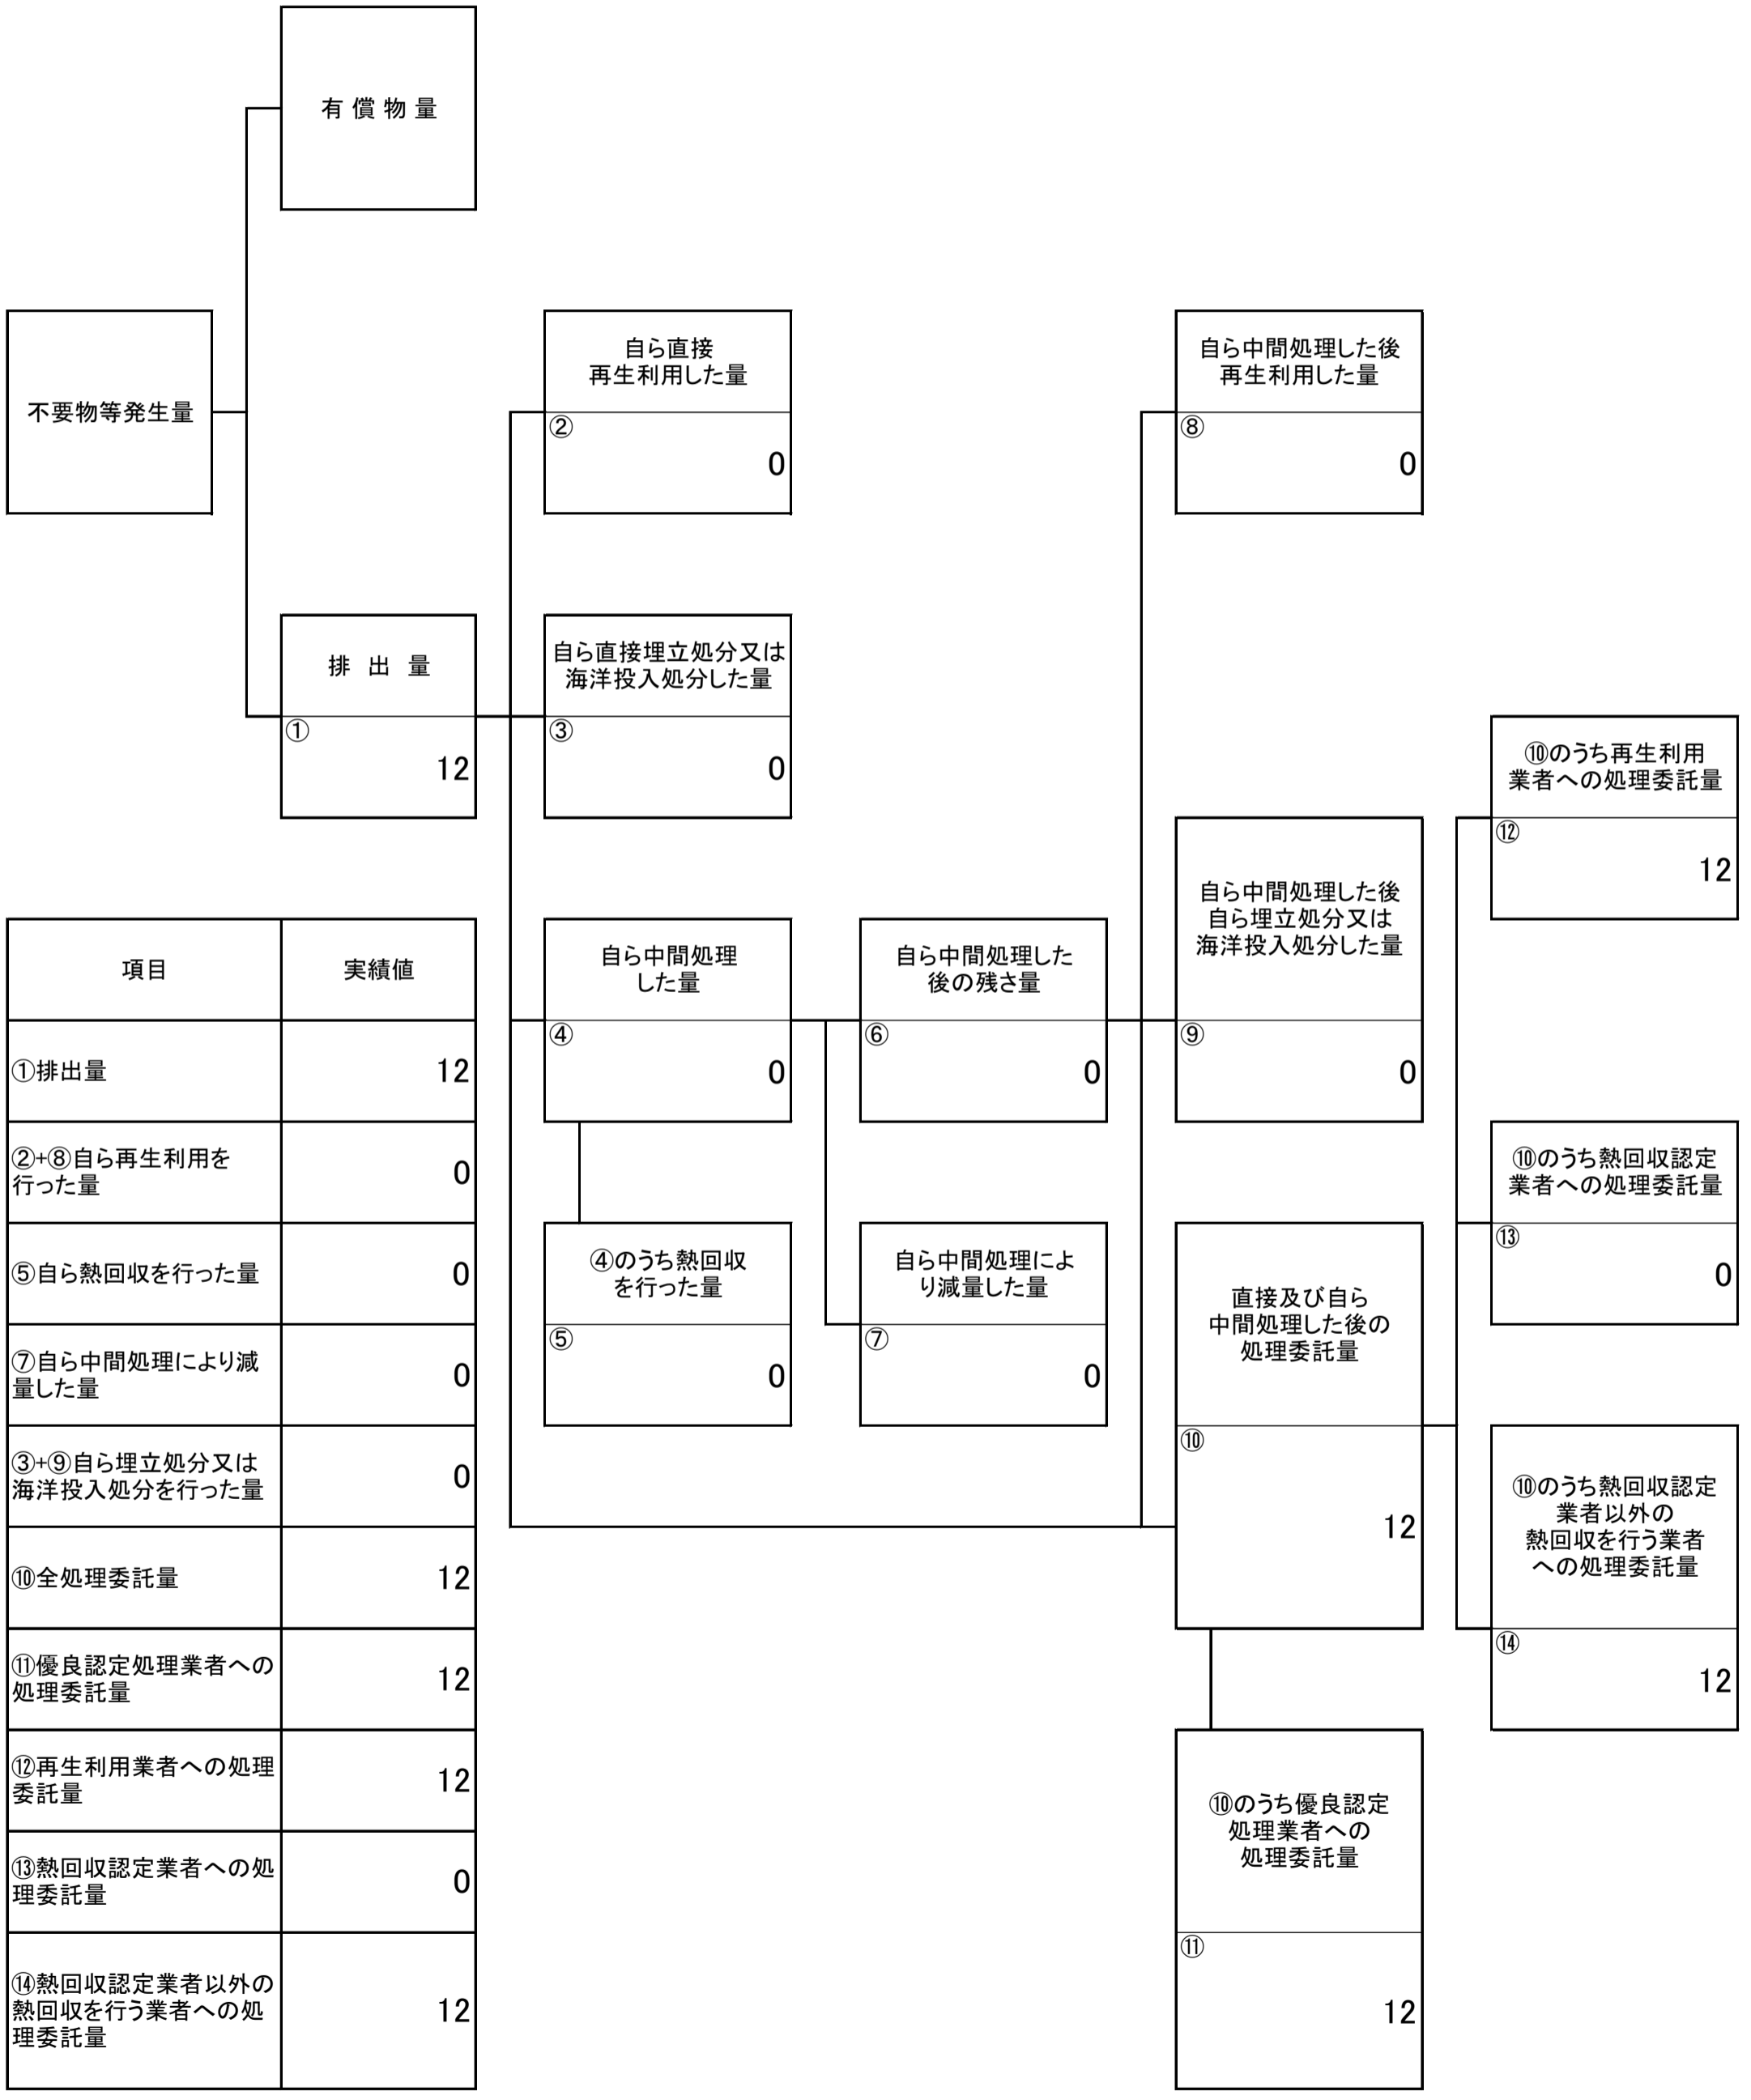 有償物量
不要物等発生量
自ら直接
再生利用した量
②
0
自ら中間処理した後
再生利用した量
⑧
0
排出量
①
12
自ら直接埋立処分又は
海洋投入処分した量
③
0
⑩のうち再生利用
業者への処理委託量
⑫
12
自ら中間処理した後
自ら埋立処分又は
海洋投入処分した量
⑨
0
自ら中間処理
した量
④
0
自ら中間処理した
後の残さ量
⑥
0
⑩のうち熱回収認定
業者への処理委託量
⑬
0
④のうち熱回収
を行った量
⑤
0
自ら中間処理によ
り減量した量
⑦
0
直接及び自ら
中間処理した後の
処理委託量
⑩
12
⑩のうち熱回収認定
業者以外の
熱回収を行う業者
への処理委託量
⑭
12
⑩のうち優良認定
処理業者への
処理委託量
⑪
12
項目
実績値
①排出量
12
②+⑧自ら再生利用を
行った量
0
⑤自ら熱回収を行った量
0
⑦自ら中間処理により減
量した量
0
③+⑨自ら埋立処分又は
海洋投入処分を行った量
0
⑩全処理委託量
12
⑪優良認定処理業者への
処理委託量
12
⑫再生利用業者への処理
委託量
12
⑬熱回収認定業者への処
理委託量
0
⑭熱回収認定業者以外の
熱回収を行う業者への処
理委託量
12